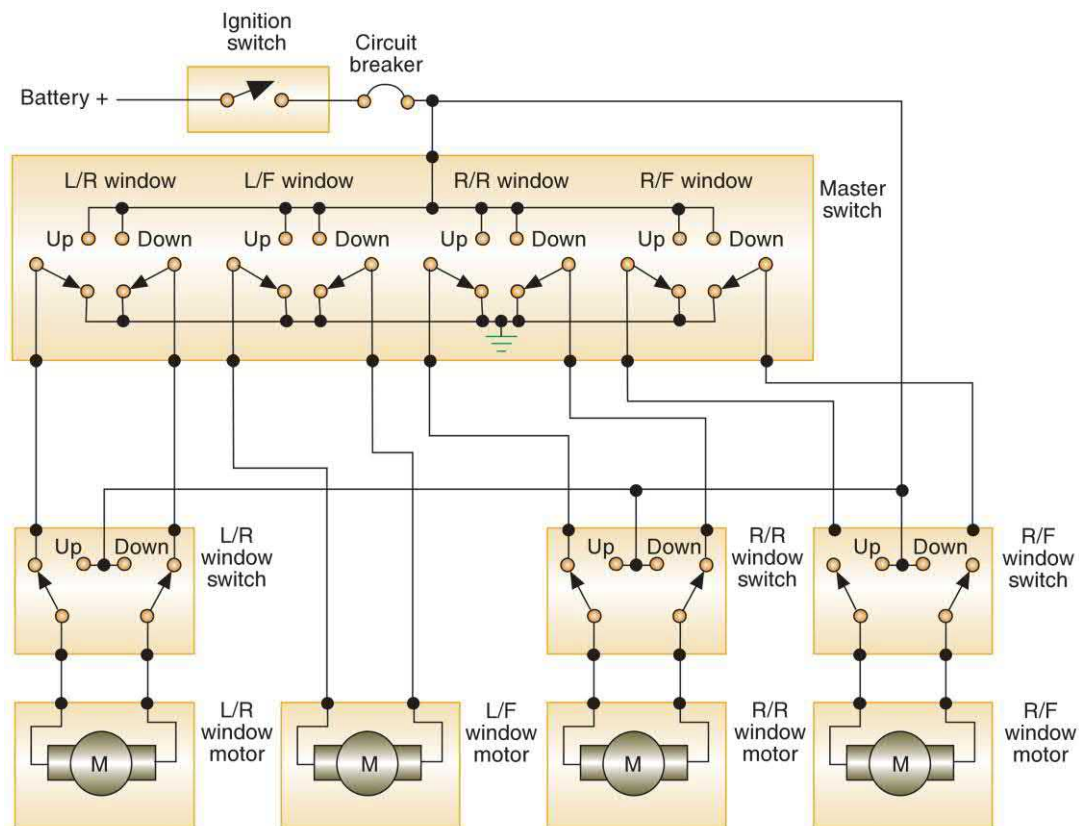 Ignition
switch
Circuit
breaker
Battery +
L/R window
L/F window
R/R window
R/F window
Master
switch
Up
Down
Up
Down
Up
Down
Up
Down
Up
Down
L/R
window
switch
Up
Down
R/R
window
switch
Up
Down
R/F
window
switch
M
L/R
window
motor
M
L/F
window
motor
M
R/R
window
motor
M
R/F
window
motor